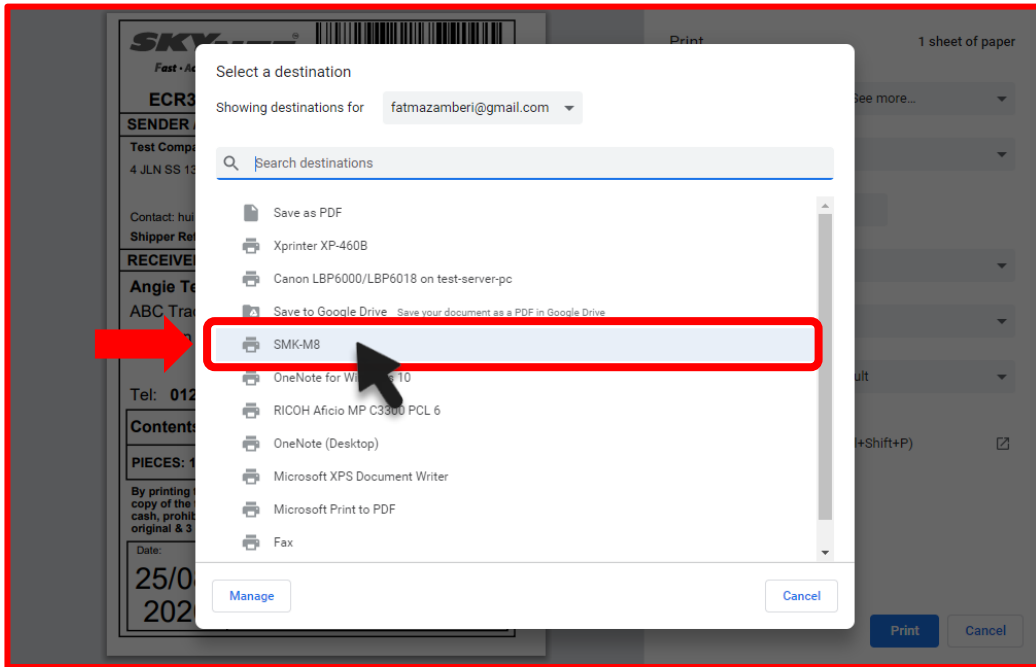 SKY
Fast • Ac
ECR3
SENDER
Test Compa
4 JLN SS 13
Contact: hui
Shipper Ref
RECEIVE
Angie Te
ABC Trad
Tel: 012
Contents
PIECES: 1
By printing
copy of the
cash, prohib
original & 3
Date:
25/0
202
Select a destination
Showing destinations for fatmazamberi@gmail.com
Search destinations
Save as PDF
Xprinter XP-460B
Canon LBP6000/LBP6018 on test-server-pc
Save to Google Drive Save your document as a PDF in Google Drive
SMK-M8
OneNote for Wi 10
RICOH Aficio MP C3300 PCL 6
OneNote (Desktop)
Microsoft XPS Document Writer
Microsoft Print to PDF
Fax
Manage
Cancel
Print
1 sheet of paper
See more...
ult
l+Shift+P)
Print
Cancel